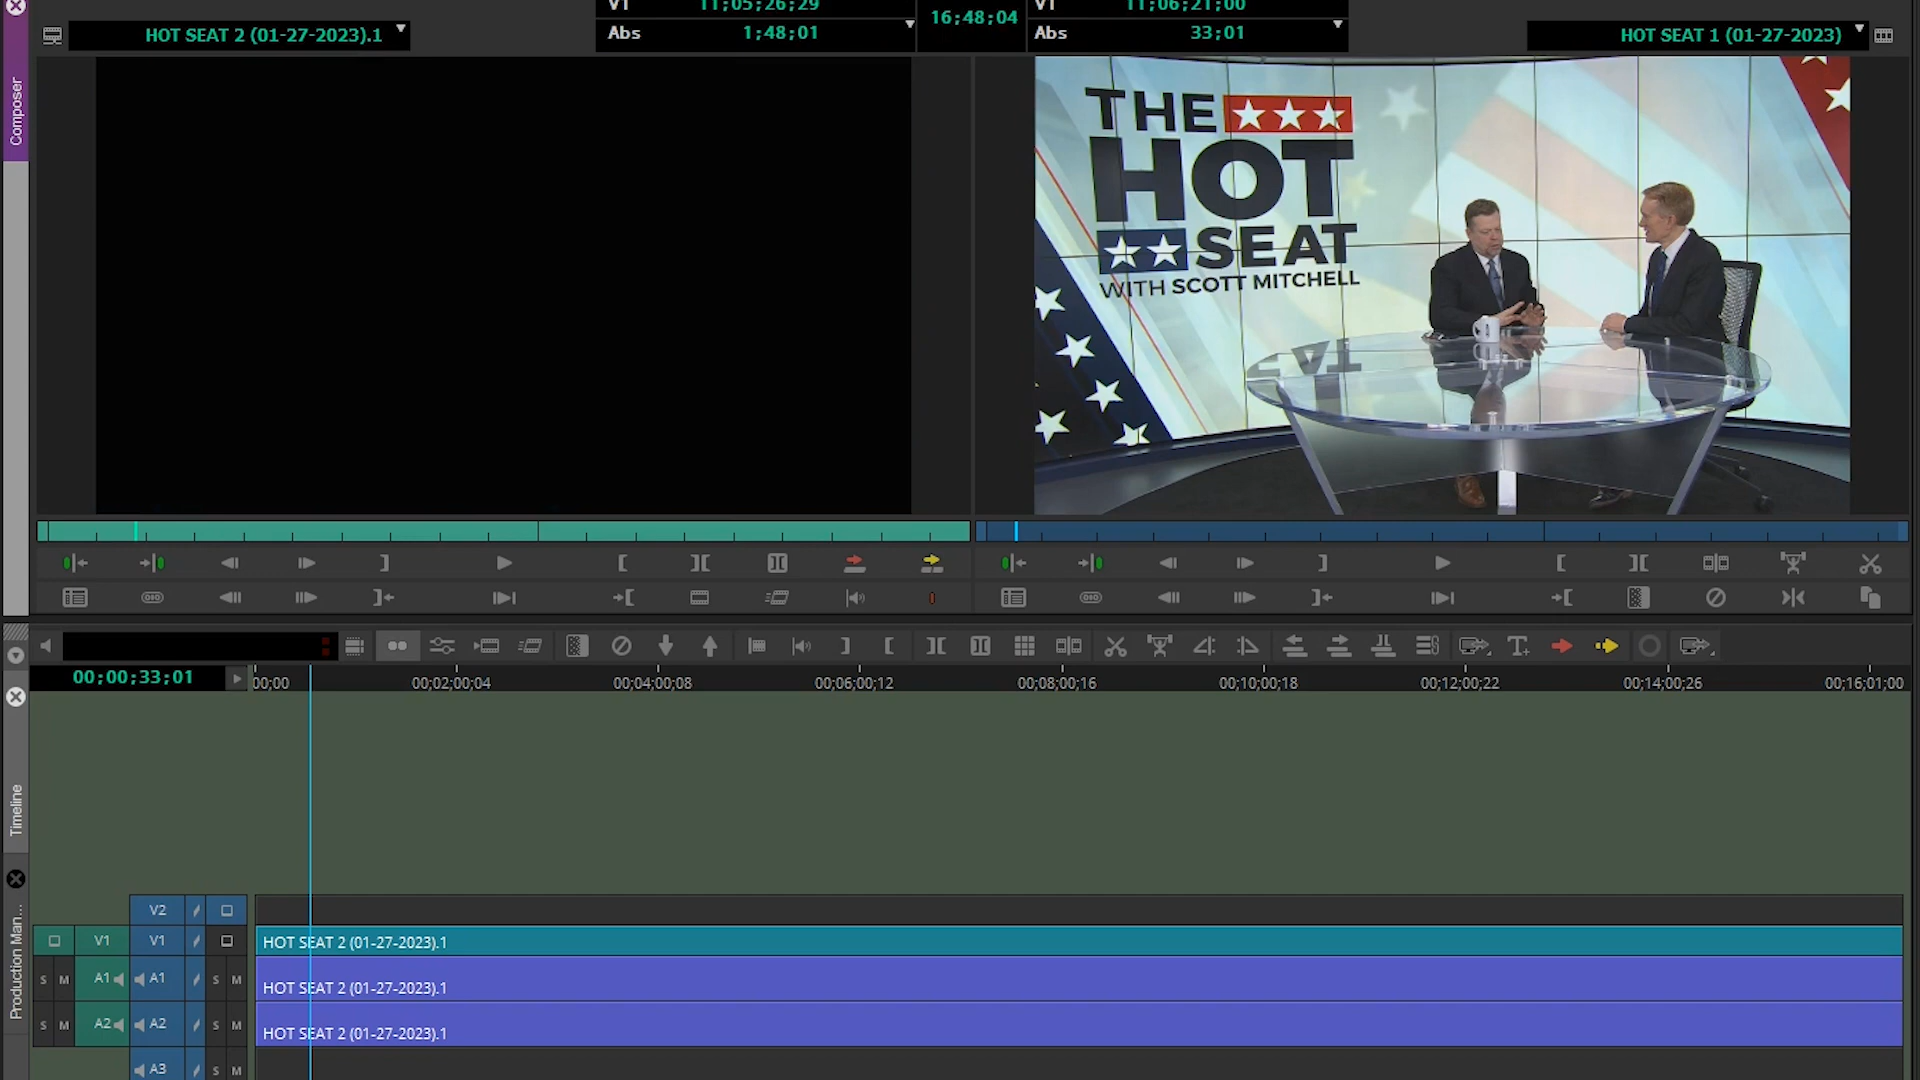 V1 11;05;26;29
16;48;04
V1 11;06;21;00
HOT SEAT 2 (01-27-2023).1
Abs 1;48;01
Abs 33;01
HOT SEAT 1 (01-27-2023)
Composer
THE
HOT
SEAT
WITH SCOTT MITCHELL
00;00;33;01
00;00
00;02;00;04
00;04;00;08
00;06;00;12
00;08;00;16
00;10;00;18
00;12;00;22
00;14;00;26
00;16;01;00
Timeline
Production Man...
V2
V1 V1 HOT SEAT 2 (01-27-2023).1
S M A1 A1 S M HOT SEAT 2 (01-27-2023).1
S M A2 A2 S M HOT SEAT 2 (01-27-2023).1
A3 S M